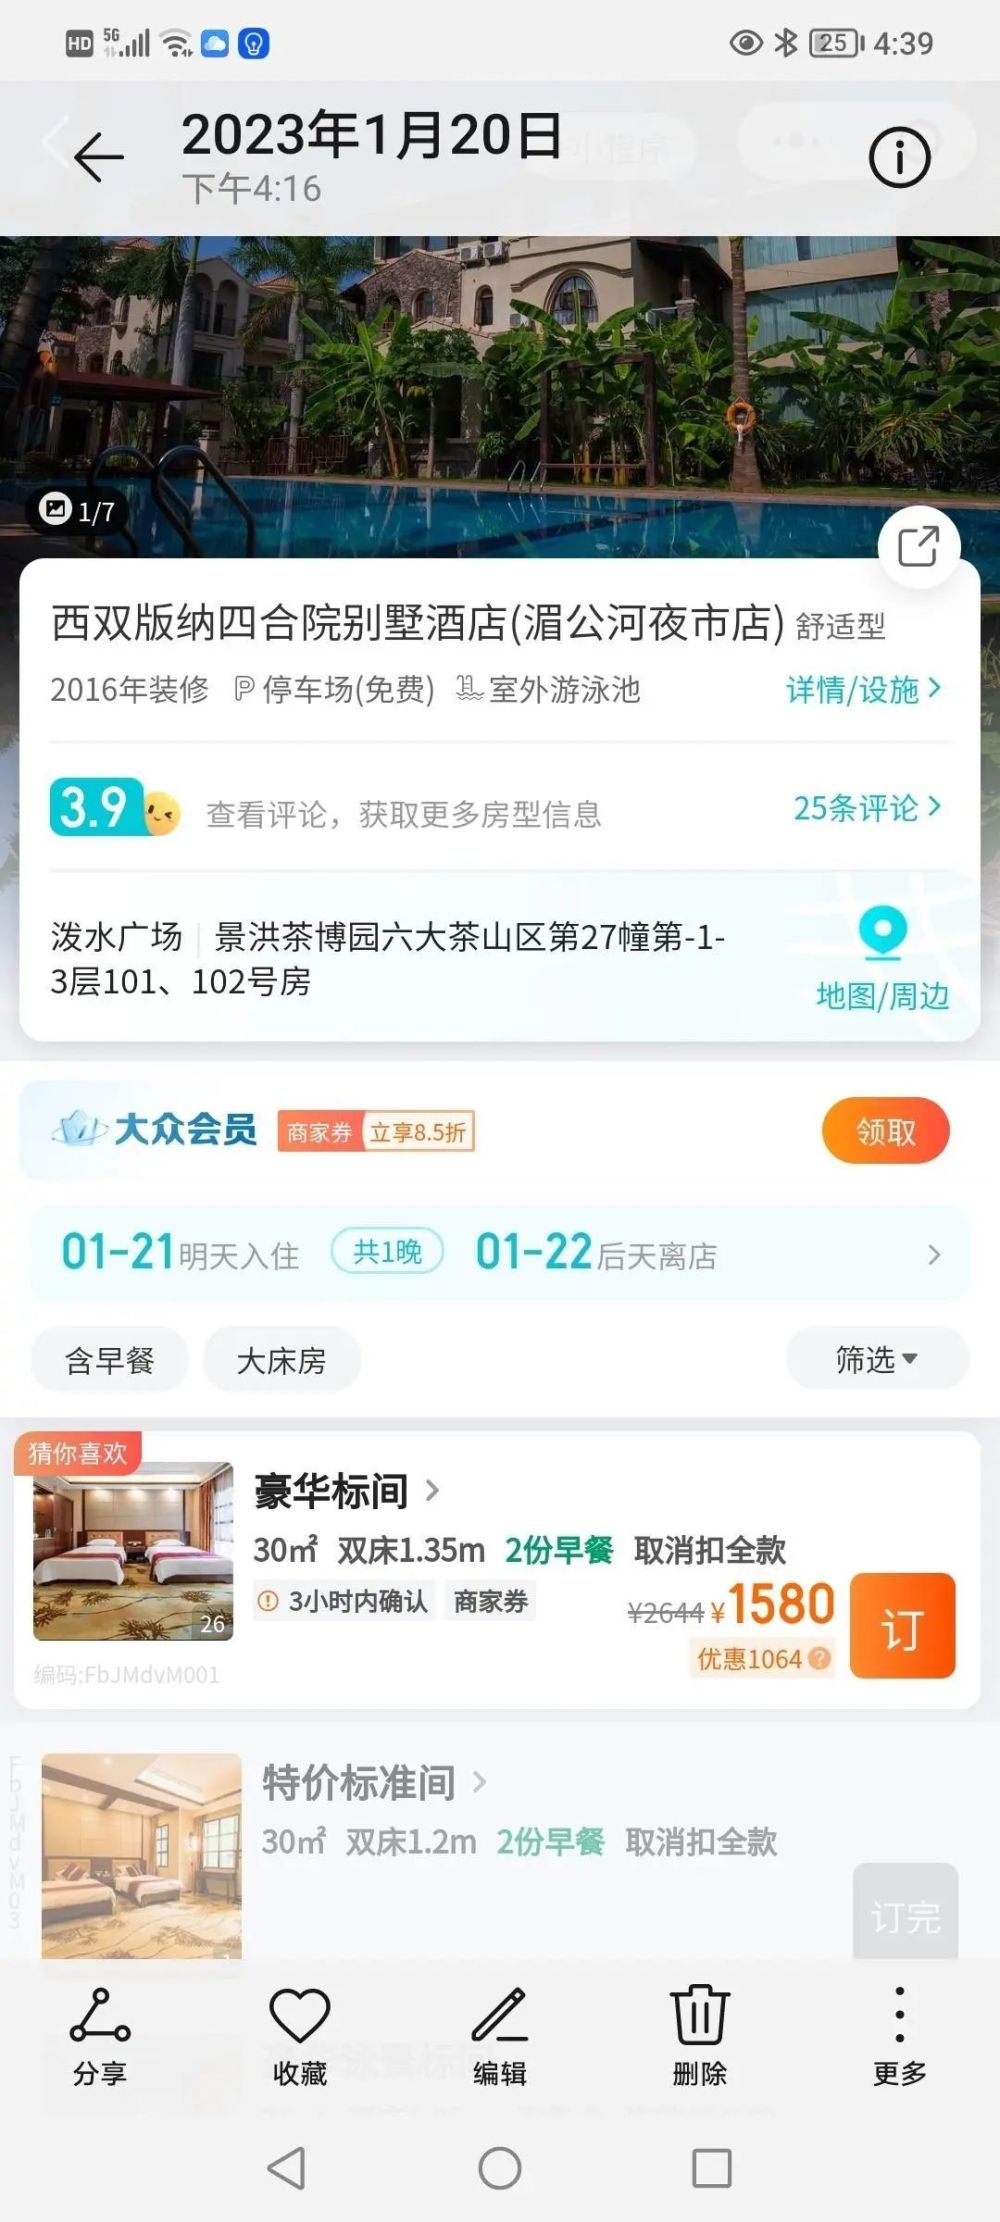 HD 5G 25 4:39
2023年1月20日
下午4:16
1/7
西双版纳四合院别墅酒店(湄公河夜市店) 舒适型
2016年装修 P 停车场(免费) 室外游泳池 详情/设施
3.9 查看评论，获取更多房型信息 25条评论
泼水广场 景洪茶博园六大茶山区第27幢第-1-
3层101、102号房
地图/周边
大众会员 商家券 立享8.5折 领取
01-21明天入住 共1晚 01-22后天离店
含早餐 大床房 筛选
猜你喜欢
豪华标间
30㎡ 双床1.35m 2份早餐 取消扣全款
3小时内确认 商家券
¥2644 ¥1580 订
26
优惠1064
编码:FbJMdvM001
特价标准间
30㎡ 双床1.2m 2份早餐 取消扣全款
订完
分享 收藏 编辑 删除 更多